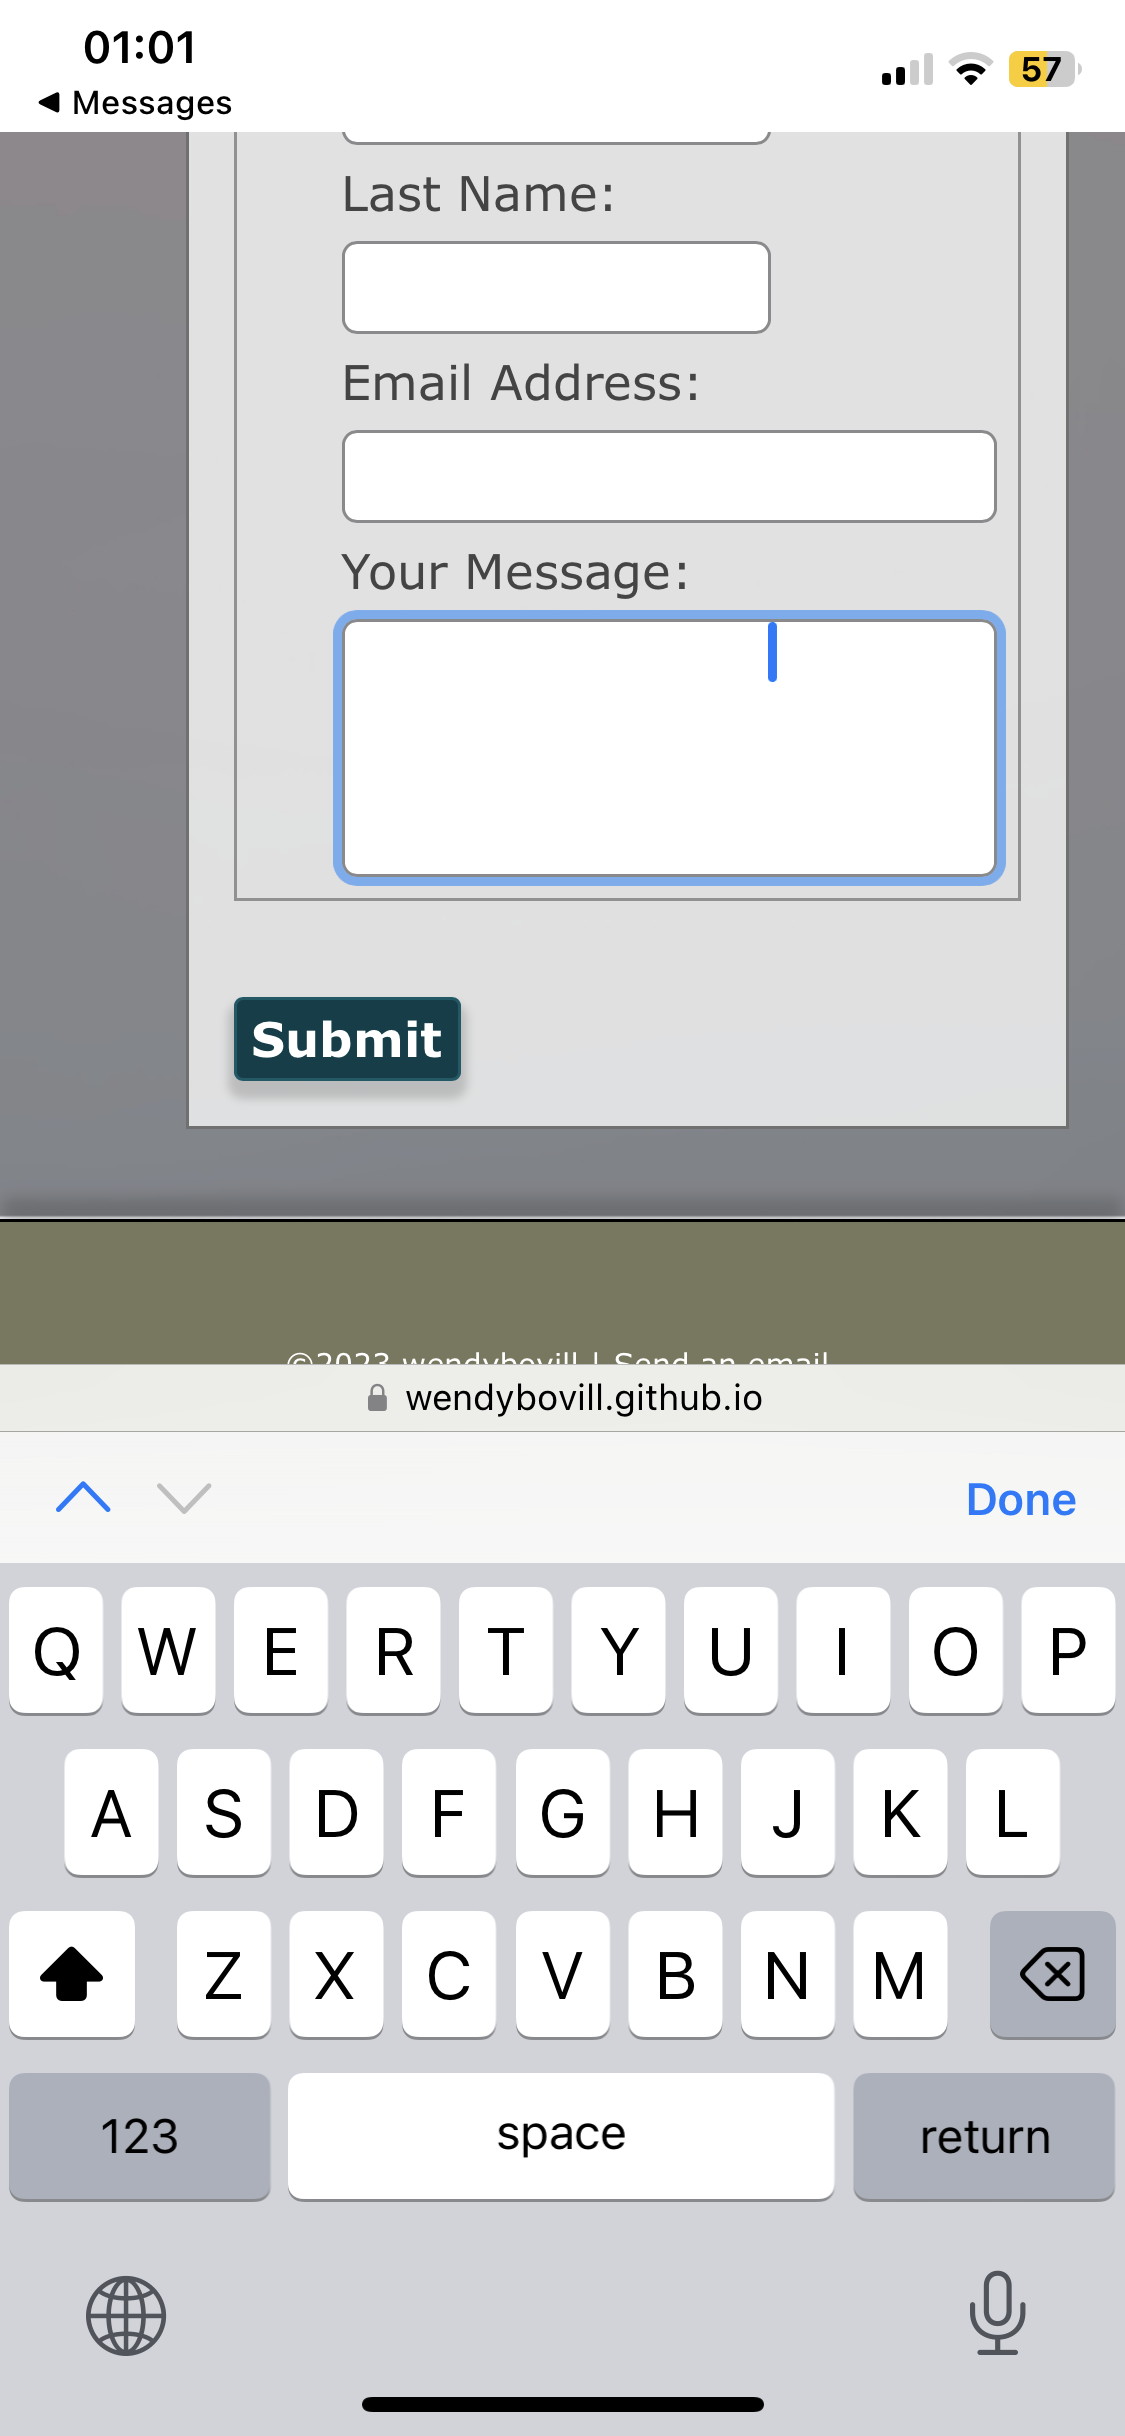 01:01
57
◀ Messages
Last Name:
Email Address:
Your Message:
Submit
©2023 wendybovill | Send an email
wendybovill.github.io
Done
Q W E R T Y U I O P
A S D F G H J K L
Z X C V B N M
123 space return